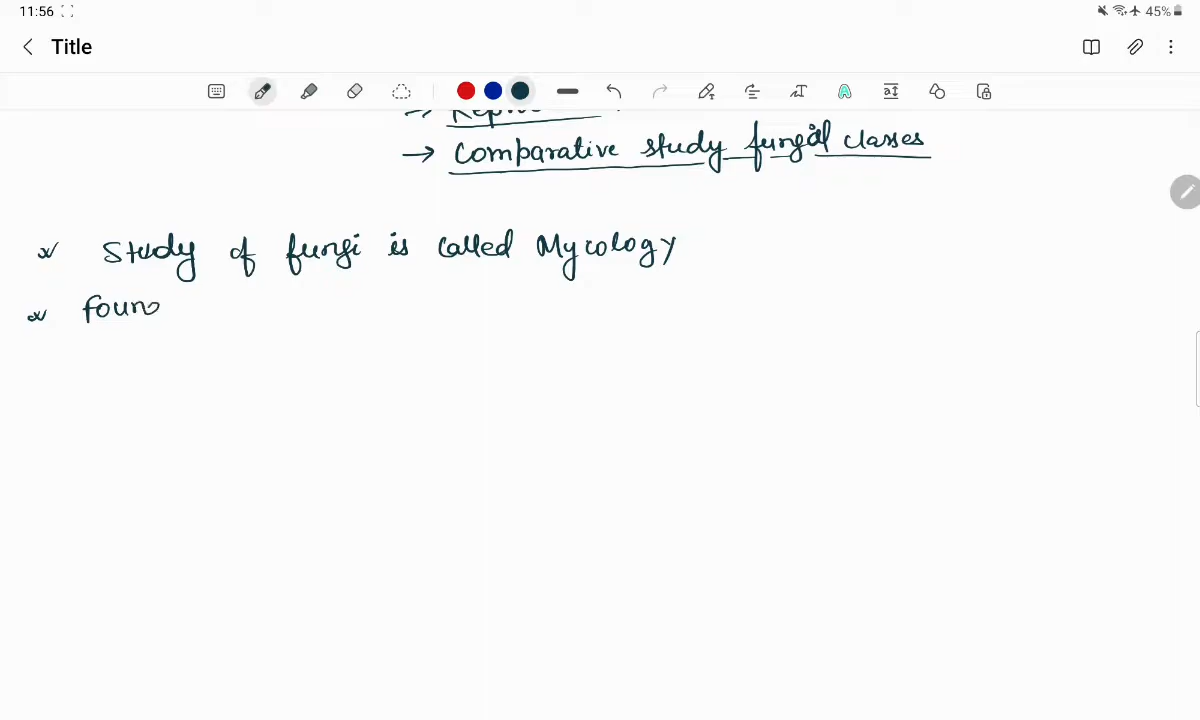 11:56 45%
Title
→ Comparative study fungal classes
* Study of fungi is called Mycology
* foun